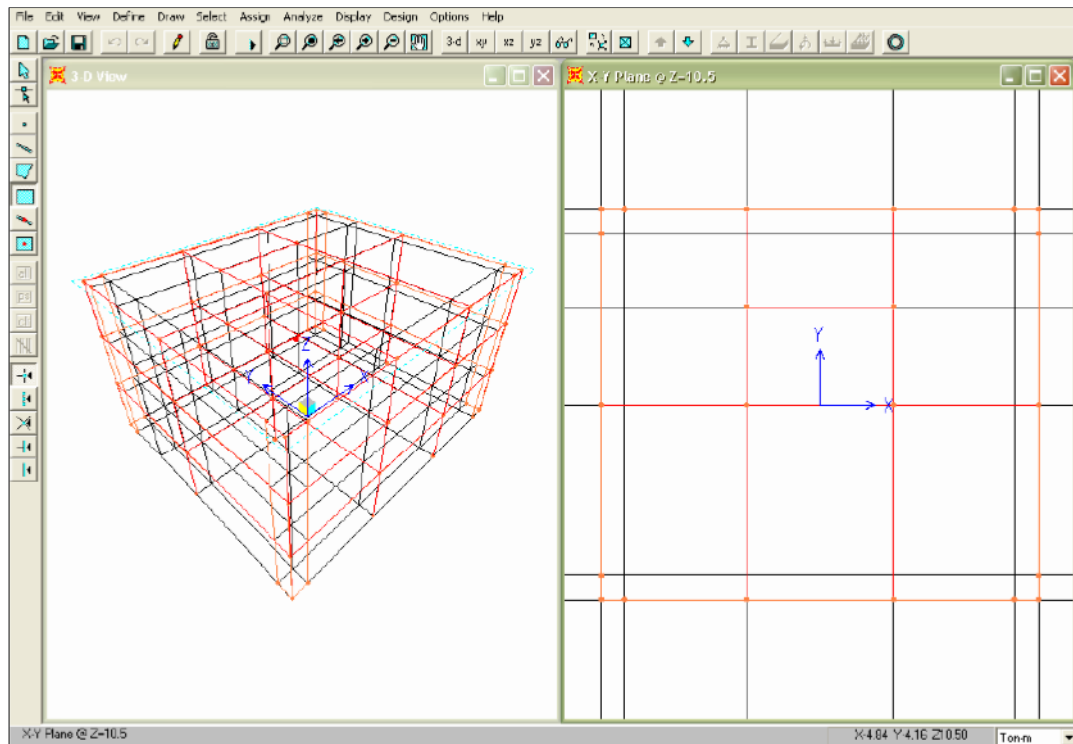 File Edit View Define Draw Select Assign Analyze Display Design Options Help
3-d xy xz yz
3-D View
X-Y Plane @ Z=10.5
Z
Y
X
Y
X
X-Y Plane @ Z=10.5
X-4.84 Y-4.16 Z10.50
Ton-m